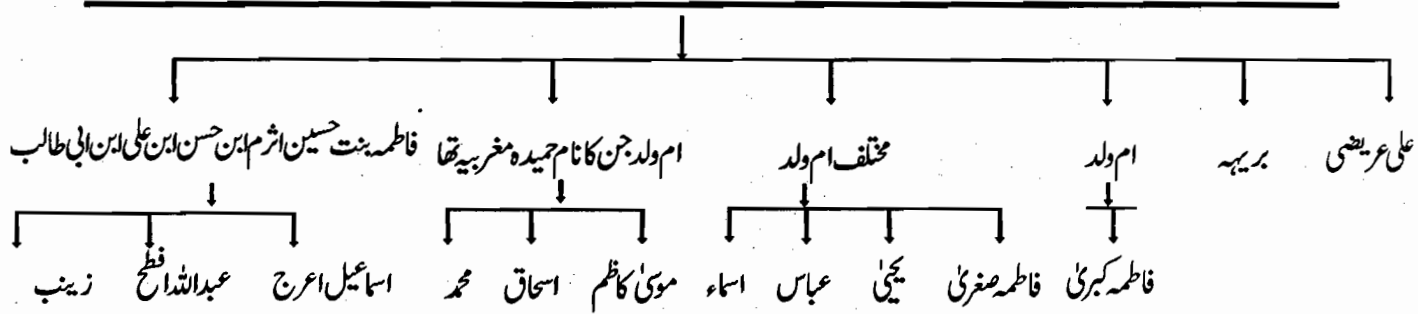 علی عریضی بریہہ ام ولد مختلف ام ولد ام ولد جن کا نام حمیدہ مغربیہ تھا فاطمہ بنت حسین اثرم ابن حسن ابن علی ابن ابی طالب
فاطمہ کبریٰ فاطمہ صغریٰ یحییٰ عباس اسماء موسیٰ کاظم اسحاق محمد اسماعیل اعرج عبداللہ افطح زینب